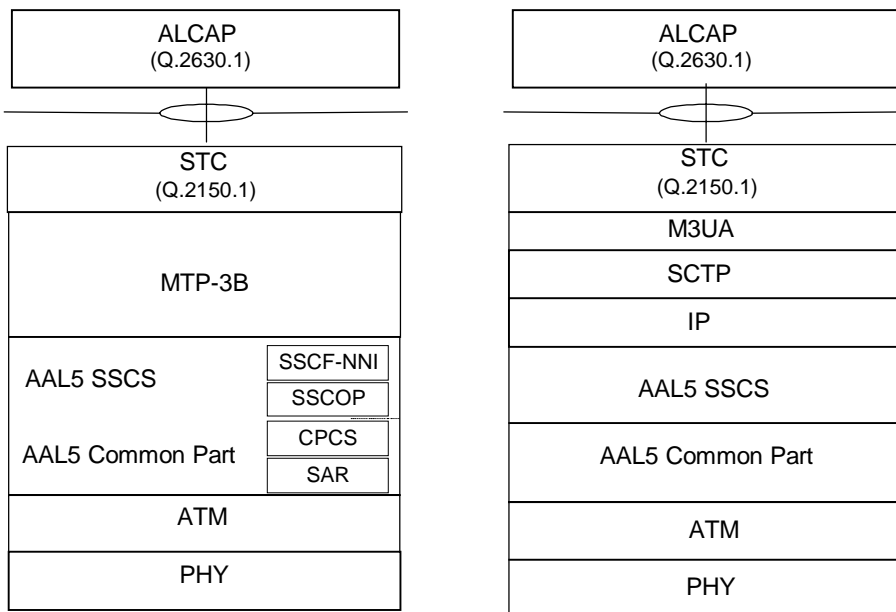 ALCAP
(Q.2630.1)
STC
(Q.2150.1)
MTP-3B
AAL5 SSCS
SSCF-NNI
SSCOP
AAL5 Common Part
CPCS
SAR
ATM
PHY
ALCAP
(Q.2630.1)
STC
(Q.2150.1)
M3UA
SCTP
IP
AAL5 SSCS
AAL5 Common Part
ATM
PHY